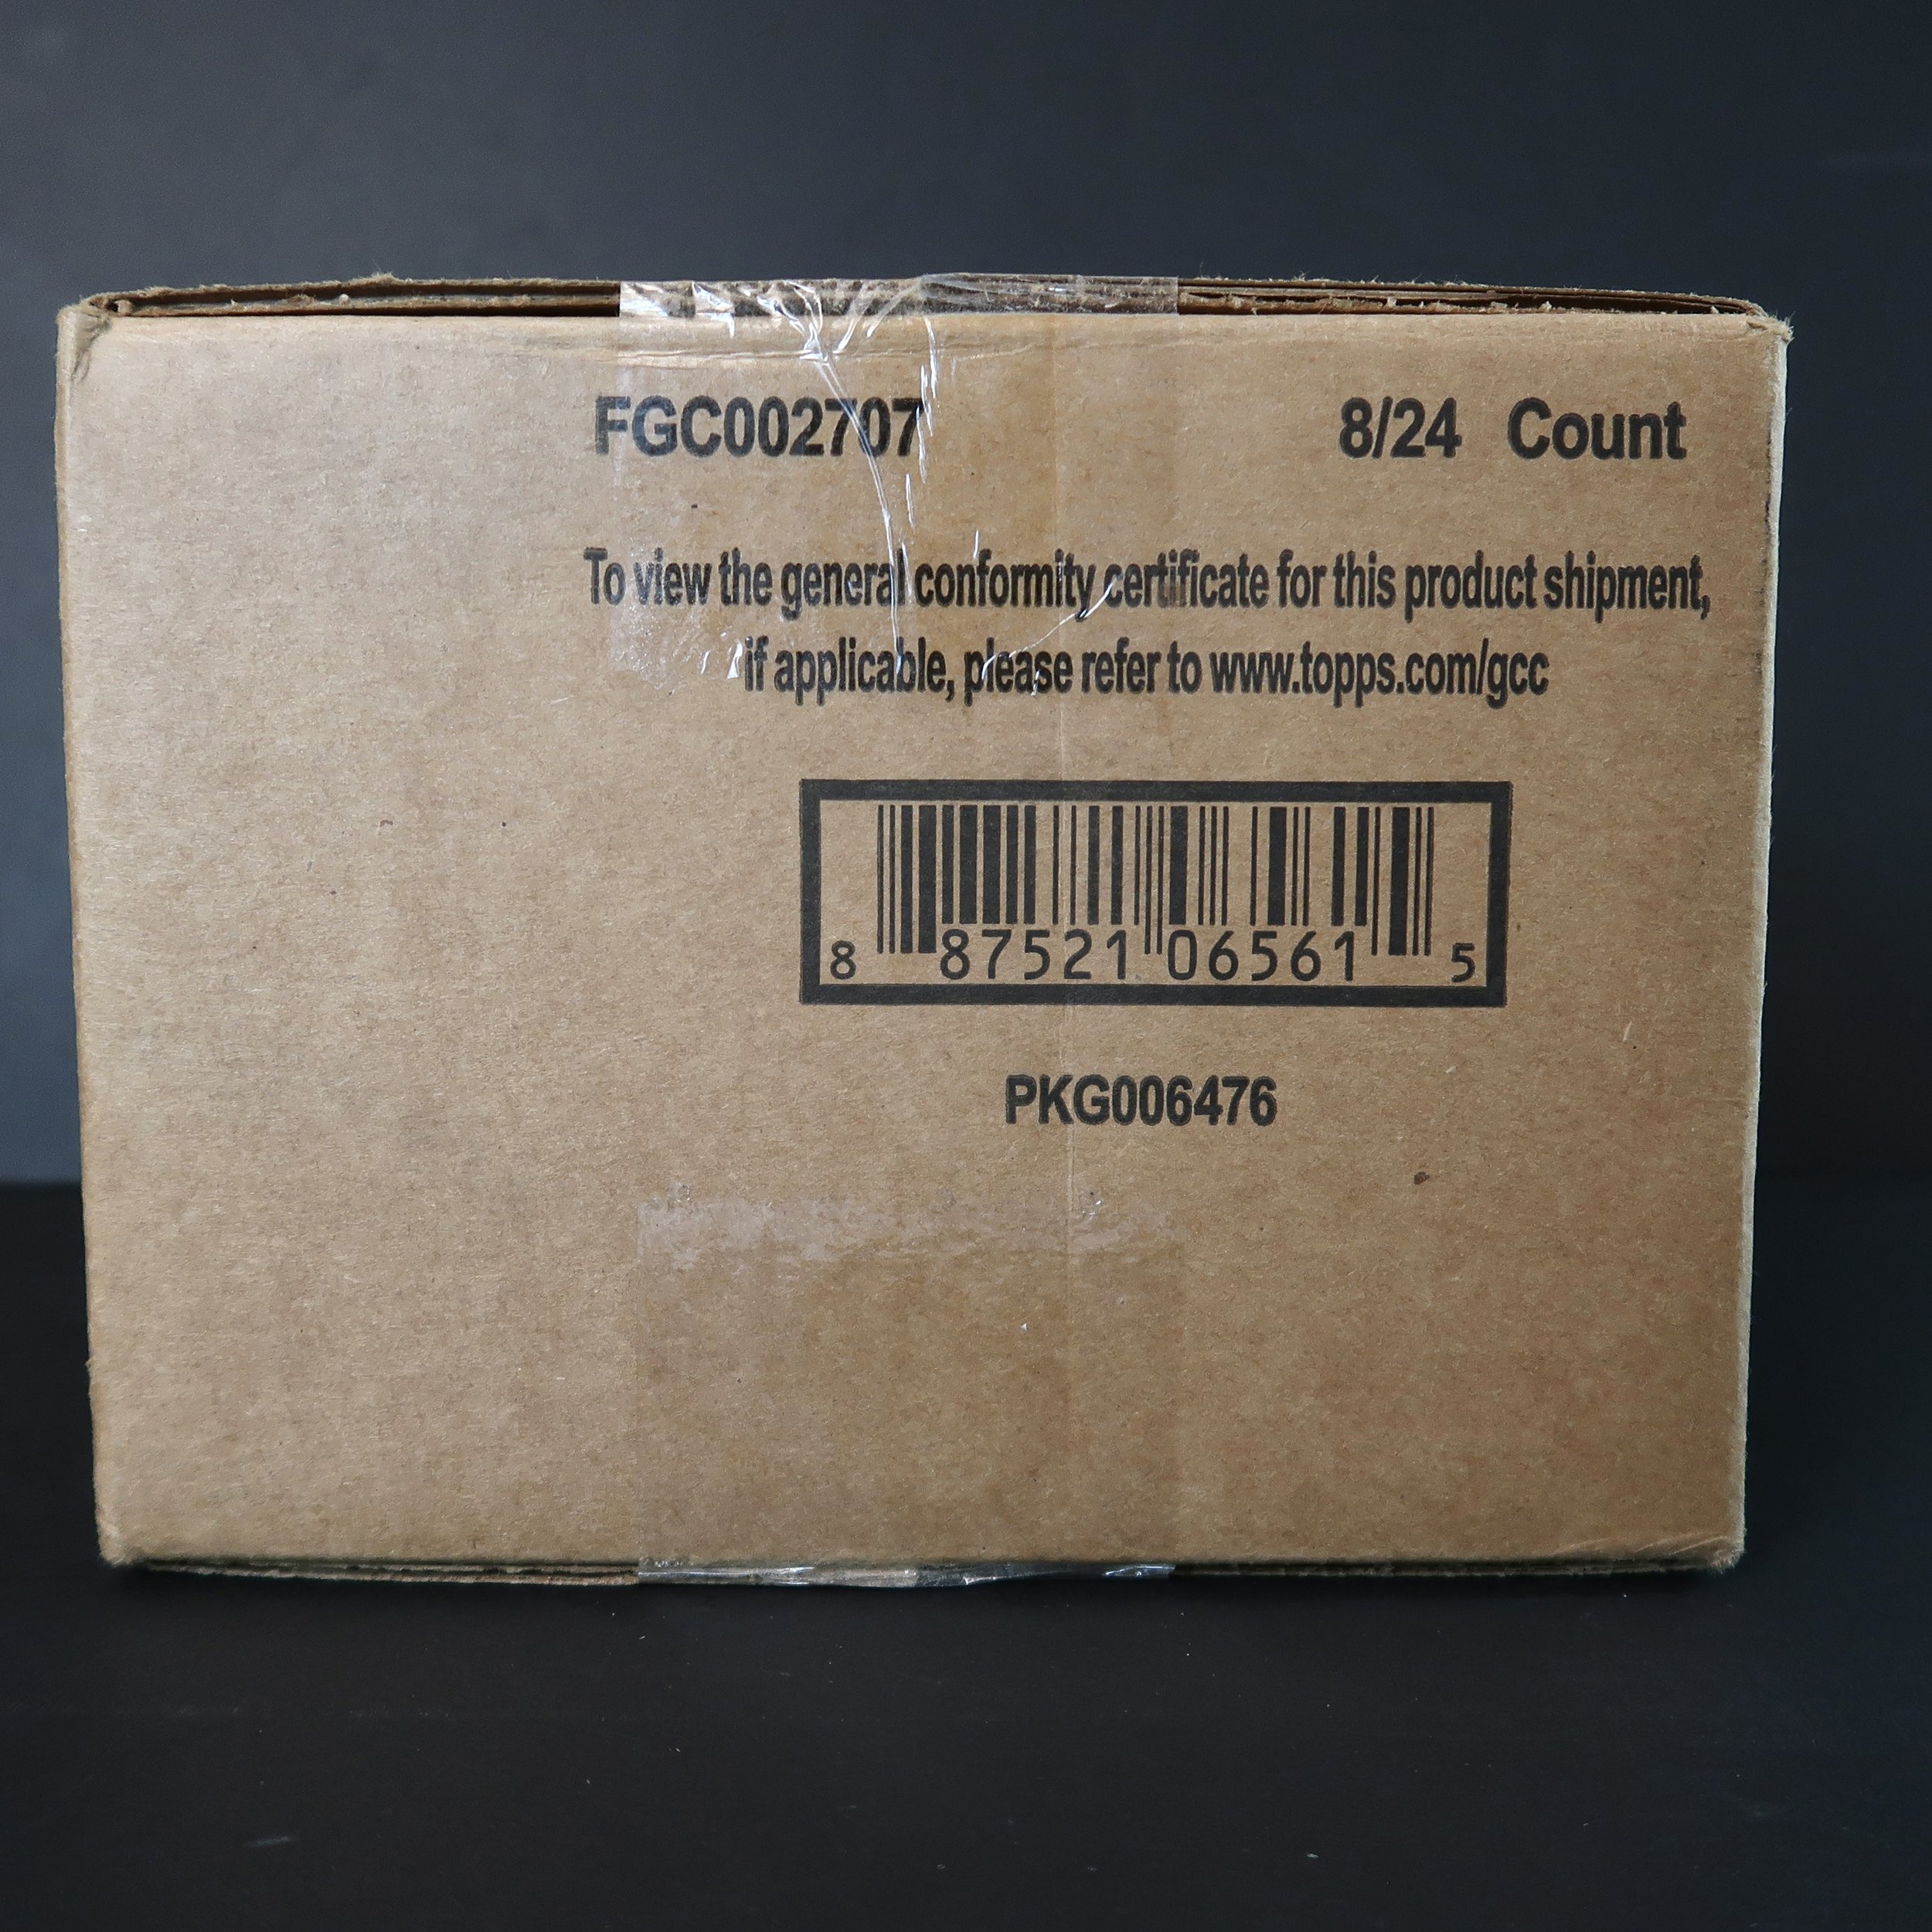 FGC002707 8/24 Count
To view the general conformity certificate for this product shipment,
if applicable, please refer to www.topps.com/gcc
8 87521 06561 5
PKG006476